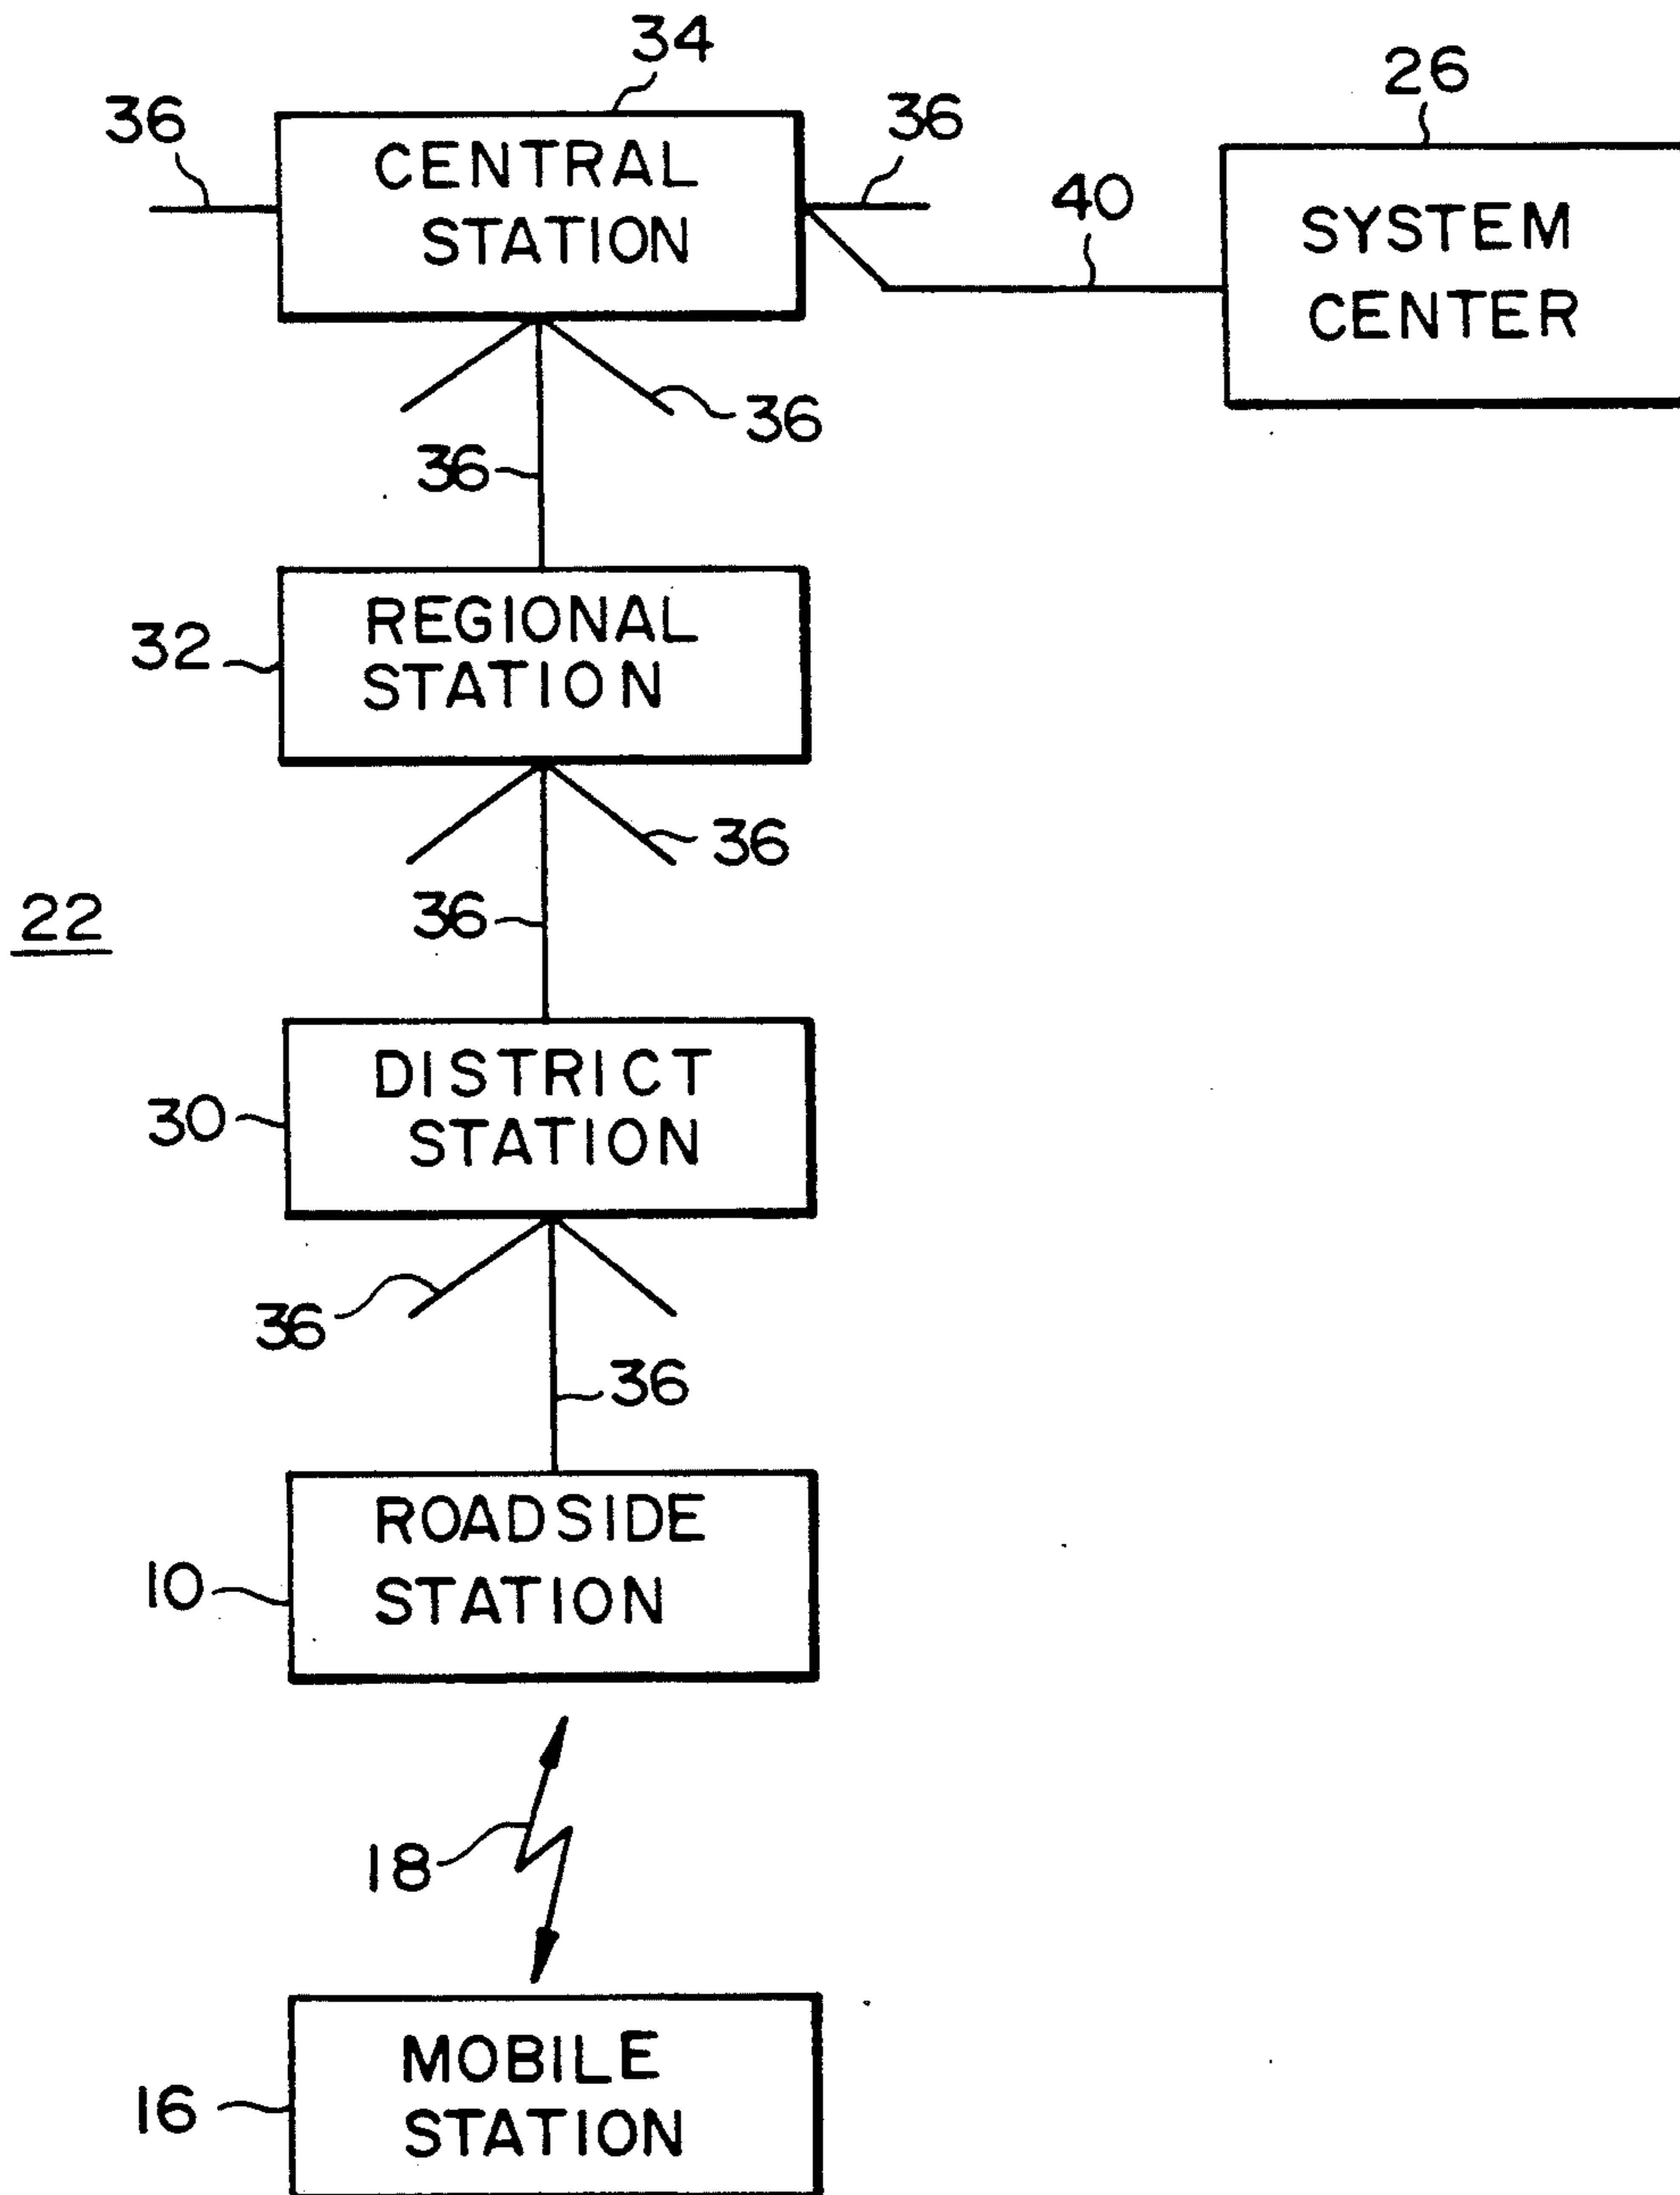 34
26
36
36
CENTRAL
STATION
40
SYSTEM
CENTER
36
36
REGIONAL
STATION
32
36
36
22
DISTRICT
STATION
30
36
36
ROADSIDE
STATION
10
18
MOBILE
STATION
16